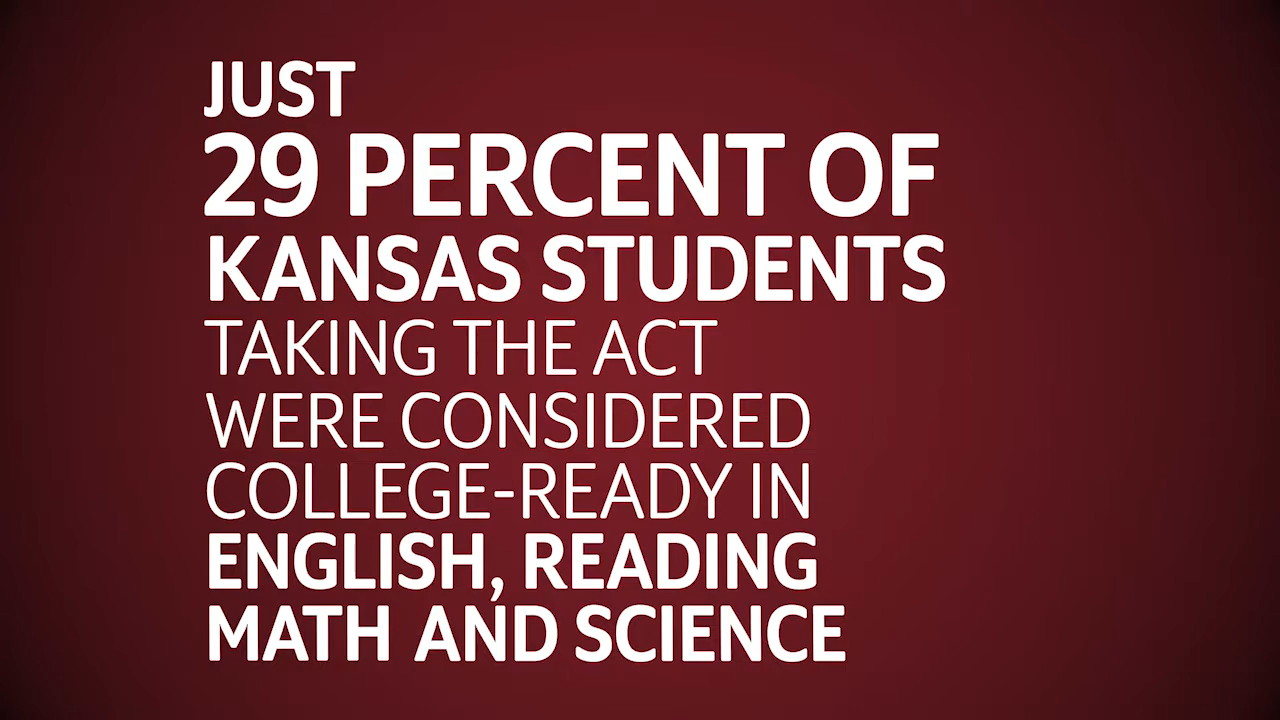 JUST
29 PERCENT OF
KANSAS STUDENTS
TAKING THE ACT
WERE CONSIDERED
COLLEGE-READY IN
ENGLISH, READING
MATH AND SCIENCE